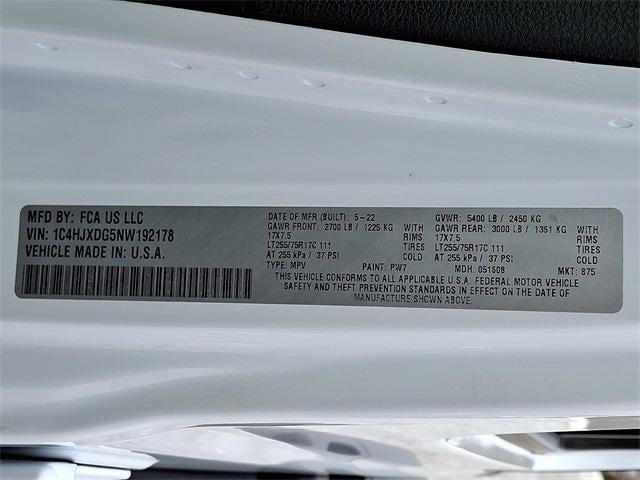 MFD BY: FCA US LLC
VIN: 1C4HJXDG5NW192178
VEHICLE MADE IN U.S.A.
DATE OF MFR (BUILT): 5-22 GVWR: 5400 LB / 2450 KG
GAWR FRONT: 2700 LB / 1225 KG WITH GAWR REAR: 3000 LB / 1351 KG WITH
17X7.5 RIMS 17X7.5 RIMS
LT255/75R17C 111 TIRES LT255/75R17C 111 TIRES
AT 255 kPa / 37 PSI COLD AT 255 kPa / 37 PSI COLD
TYPE: MPV PAINT: PW7 MDH: 051608 MKT: 875
THIS VEHICLE CONFORMS TO ALL APPLICABLE U.S.A. FEDERAL MOTOR VEHICLE
SAFETY AND THEFT PREVENTION STANDARDS IN EFFECT ON THE DATE OF
MANUFACTURE SHOWN ABOVE.